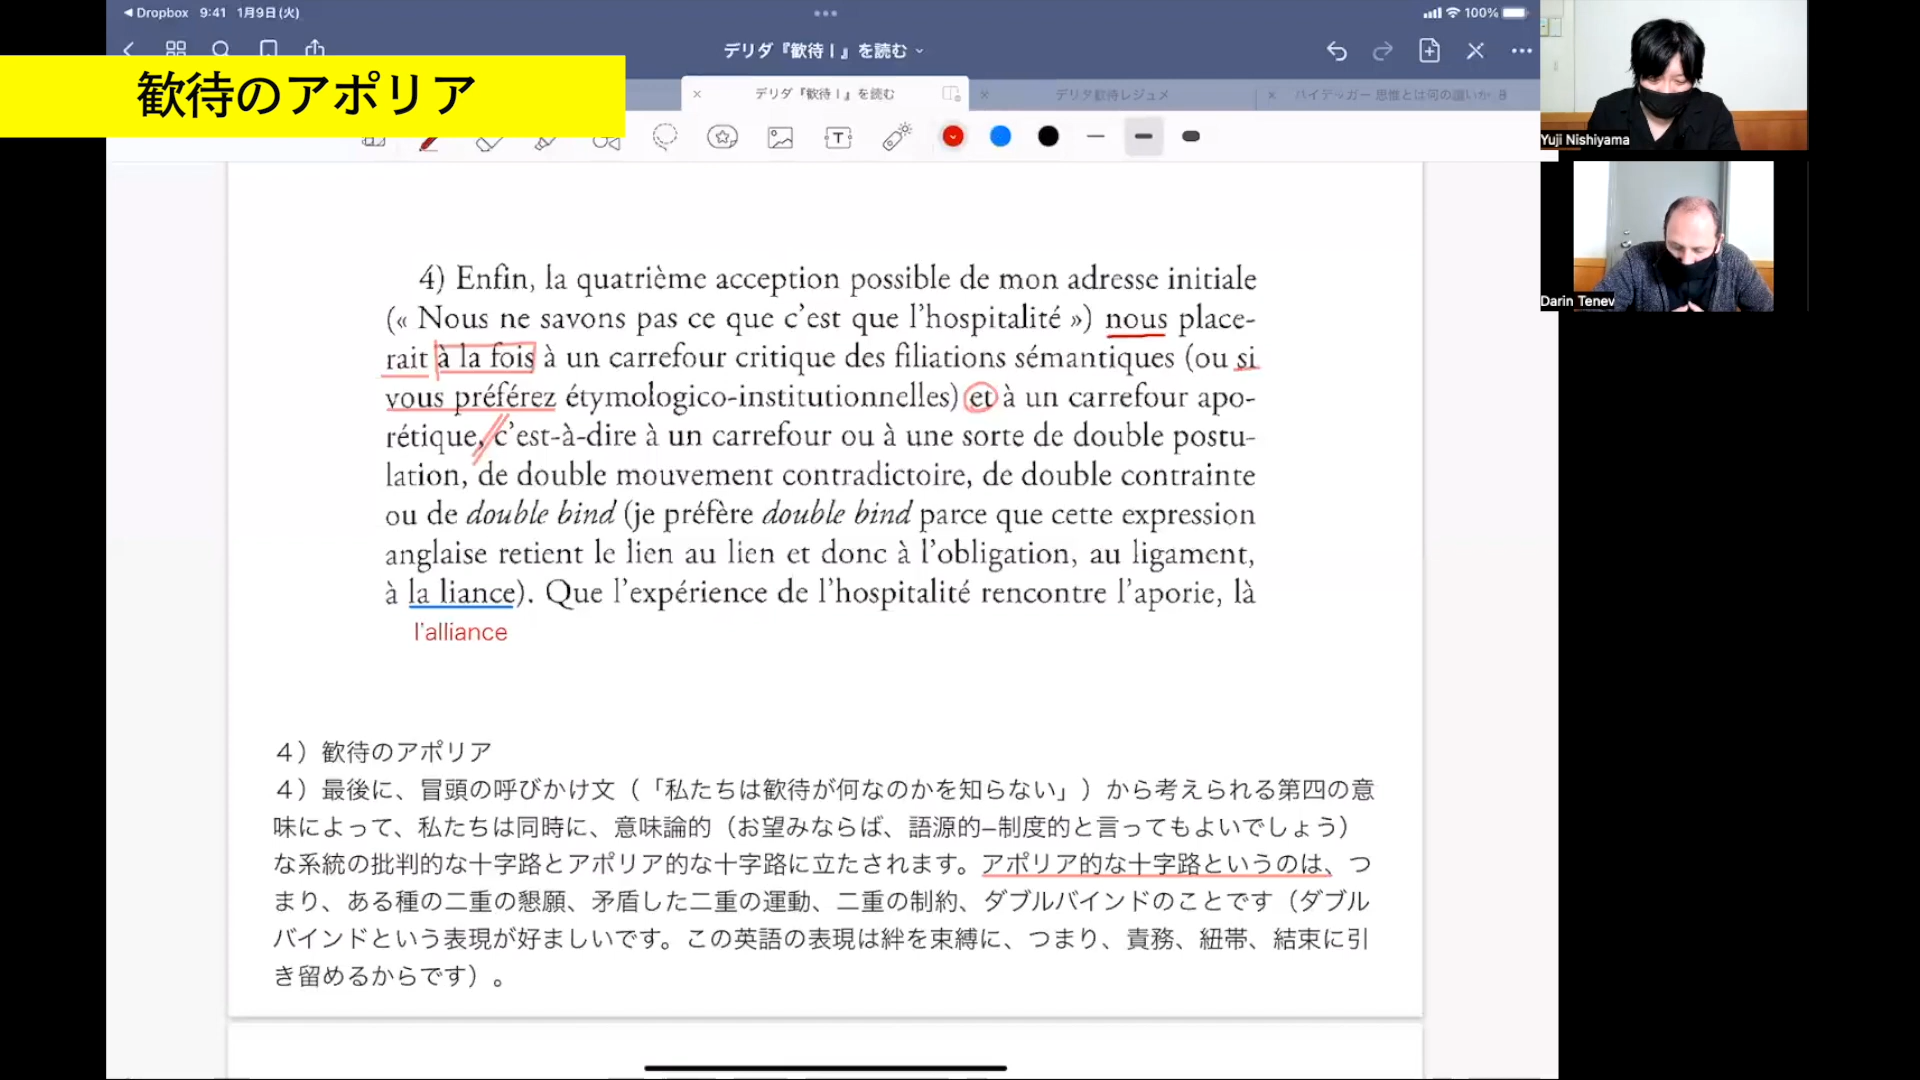 Dropbox 9:41 1月9日(火)
100%
デリダ『歓待Ⅰ』を読む
歓待のアポリア
デリダ『歓待Ⅰ』を読む
デリダ歓待レジュメ
ハイデッガー 思惟とは何の謂いか 8
T
Yuji Nishiyama
Darin Tenev
4) Enfin, la quatrième acception possible de mon adresse initiale
(« Nous ne savons pas ce que c'est que l'hospitalité ») nous place-
rait à la fois à un carrefour critique des filiations sémantiques (ou si
vous préférez étymologico-institutionnelles) et à un carrefour apo-
rétique, c'est-à-dire à un carrefour ou à une sorte de double postu-
lation, de double mouvement contradictoire, de double contrainte
ou de double bind (je préfère double bind parce que cette expression
anglaise retient le lien au lien et donc à l'obligation, au ligament,
à la liance). Que l'expérience de l'hospitalité rencontre l'aporie, là
l'alliance
４）歓待のアポリア
４）最後に、冒頭の呼びかけ文（「私たちは歓待が何なのかを知らない」）から考えられる第四の意
味によって、私たちは同時に、意味論的（お望みならば、語源的–制度的と言ってもよいでしょう）
な系統の批判的な十字路とアポリア的な十字路に立たされます。アポリア的な十字路というのは、つ
まり、ある種の二重の懇願、矛盾した二重の運動、二重の制約、ダブルバインドのことです（ダブル
バインドという表現が好ましいです。この英語の表現は絆を束縛に、つまり、責務、紐帯、結束に引
き留めるからです）。